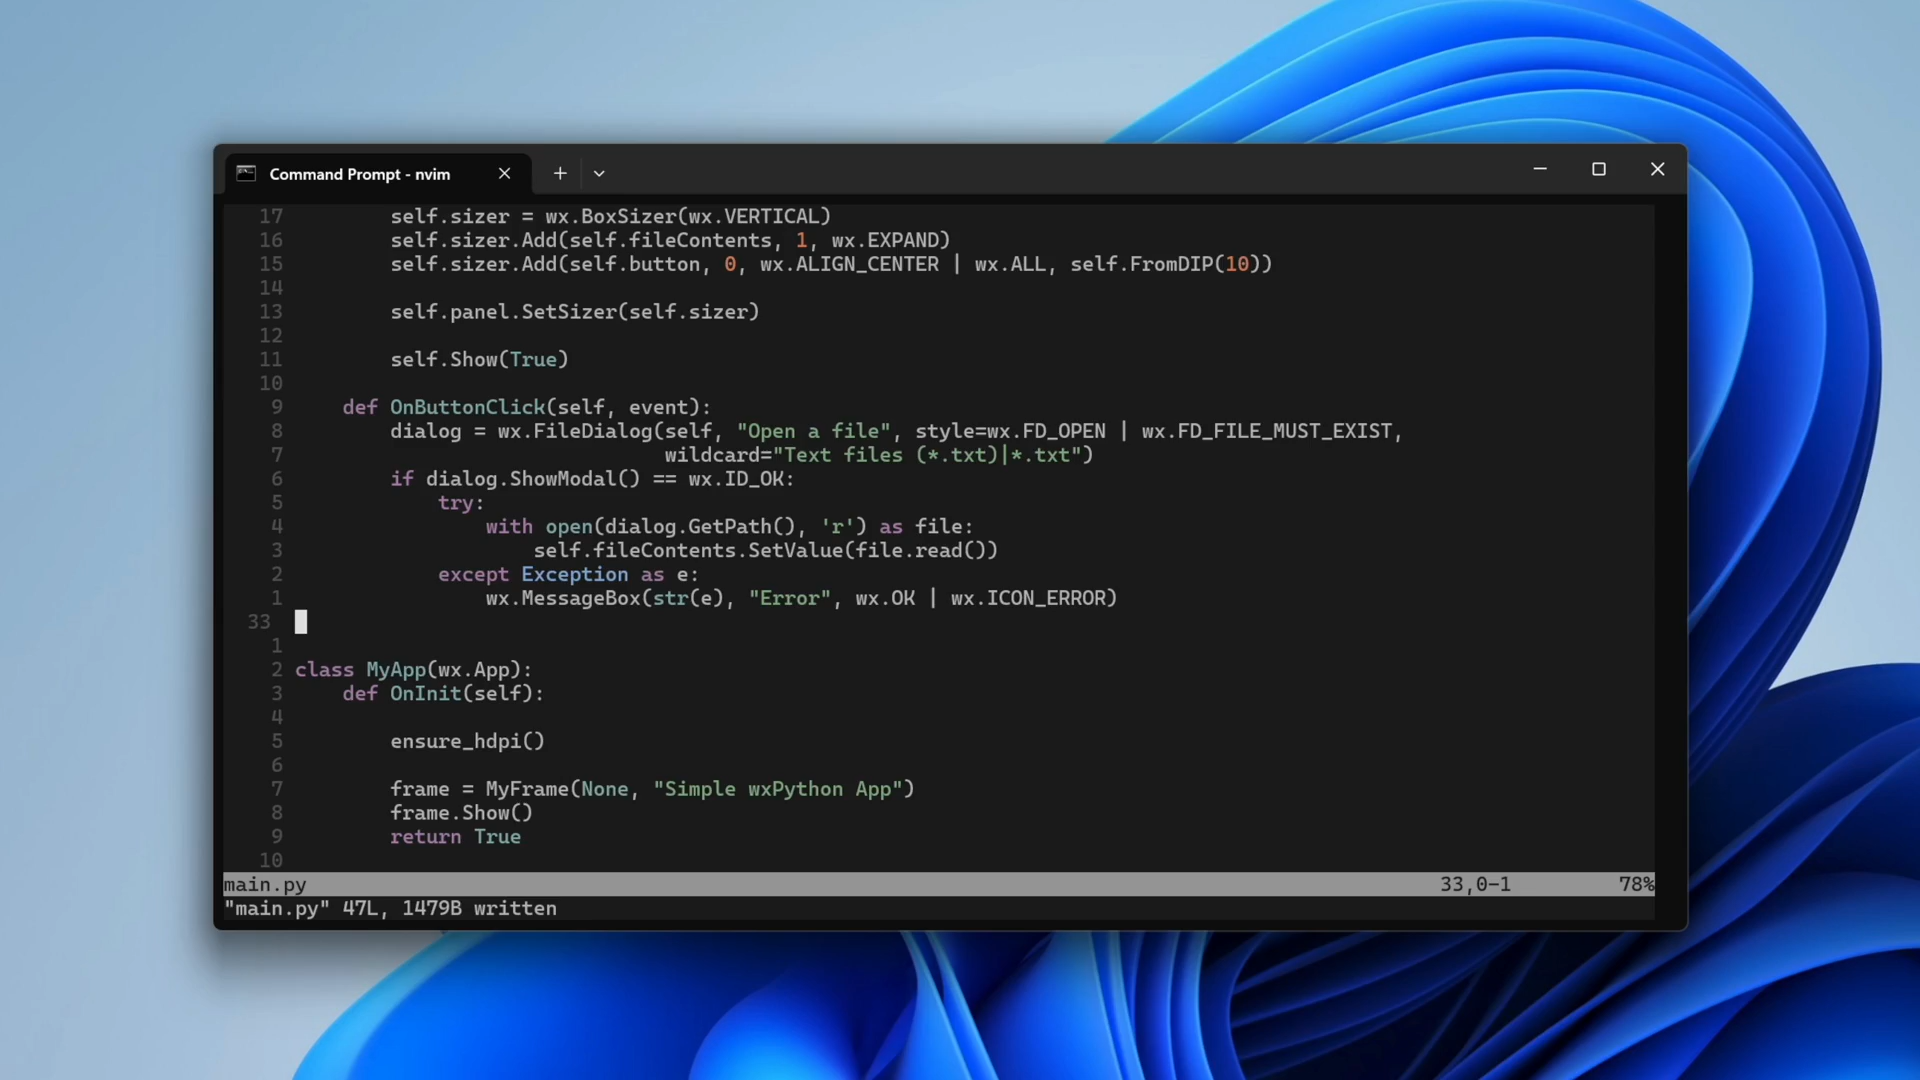 Command Prompt - nvim
17 self.sizer = wx.BoxSizer(wx.VERTICAL)
16 self.sizer.Add(self.fileContents, 1, wx.EXPAND)
15 self.sizer.Add(self.button, 0, wx.ALIGN_CENTER | wx.ALL, self.FromDIP(10))
14
13 self.panel.SetSizer(self.sizer)
12
11 self.Show(True)
10
9 def OnButtonClick(self, event):
8 dialog = wx.FileDialog(self, "Open a file", style=wx.FD_OPEN | wx.FD_FILE_MUST_EXIST,
7 wildcard="Text files (*.txt)|*.txt")
6 if dialog.ShowModal() == wx.ID_OK:
5 try:
4 with open(dialog.GetPath(), 'r') as file:
3 self.fileContents.SetValue(file.read())
2 except Exception as e:
1 wx.MessageBox(str(e), "Error", wx.OK | wx.ICON_ERROR)
33
1
2 class MyApp(wx.App):
3 def OnInit(self):
4
5 ensure_hdpi()
6
7 frame = MyFrame(None, "Simple wxPython App")
8 frame.Show()
9 return True
10
main.py 33,0-1 78%
"main.py" 47L, 1479B written